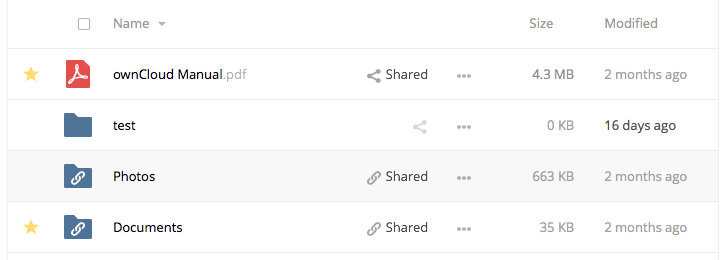 Name Size Modified
ownCloud Manual.pdf Shared ••• 4.3 MB 2 months ago
test ••• 0 KB 16 days ago
Photos Shared ••• 663 KB 2 months ago
Documents Shared ••• 35 KB 2 months ago